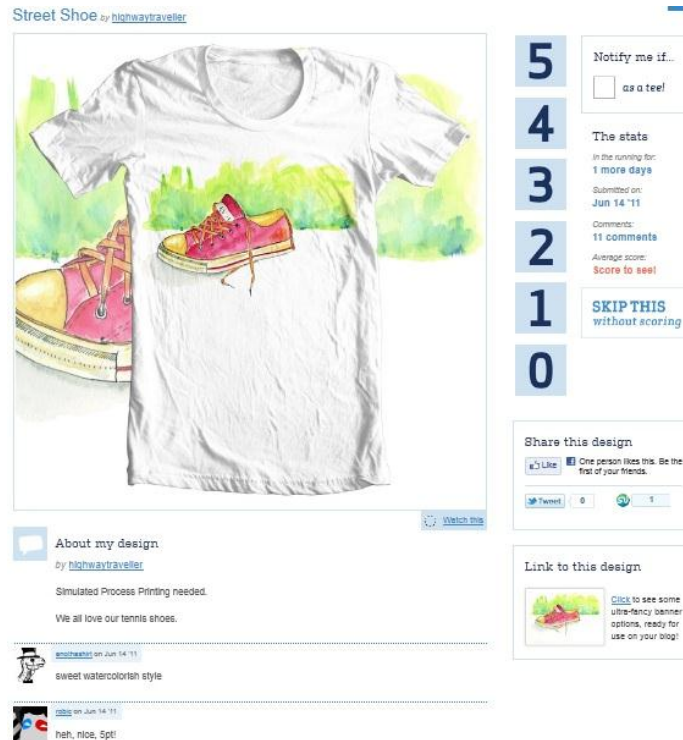 Street Shoe by highwaytraveller
5
4
3
2
1
0
Notify me if...
as a tee!
The stats
In the running for:
1 more days
Submitted on:
Jun 14 '11
Comments:
11 comments
Average score:
Score to see!
SKIP THIS
without scoring
Share this design
Like
One person likes this. Be the
first of your friends.
Tweet
0
1
Watch this
Link to this design
Click to see some
ultra-fancy banner
options, ready for
use on your blog!
About my design
by highwaytraveller
Simulated Process Printing needed.
We all love our tennis shoes.
anotheshirt on Jun 14 '11
sweet watercolorish style
on Jun 14 '11
heh, nice, 5pt!